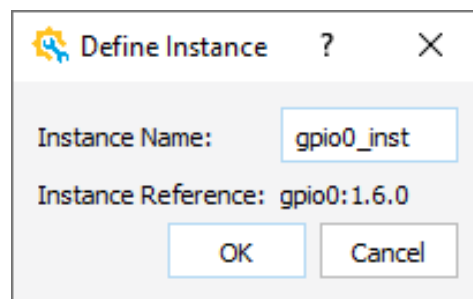 Define Instance ?
Instance Name: gpio0_inst
Instance Reference: gpio0:1.6.0
OK Cancel